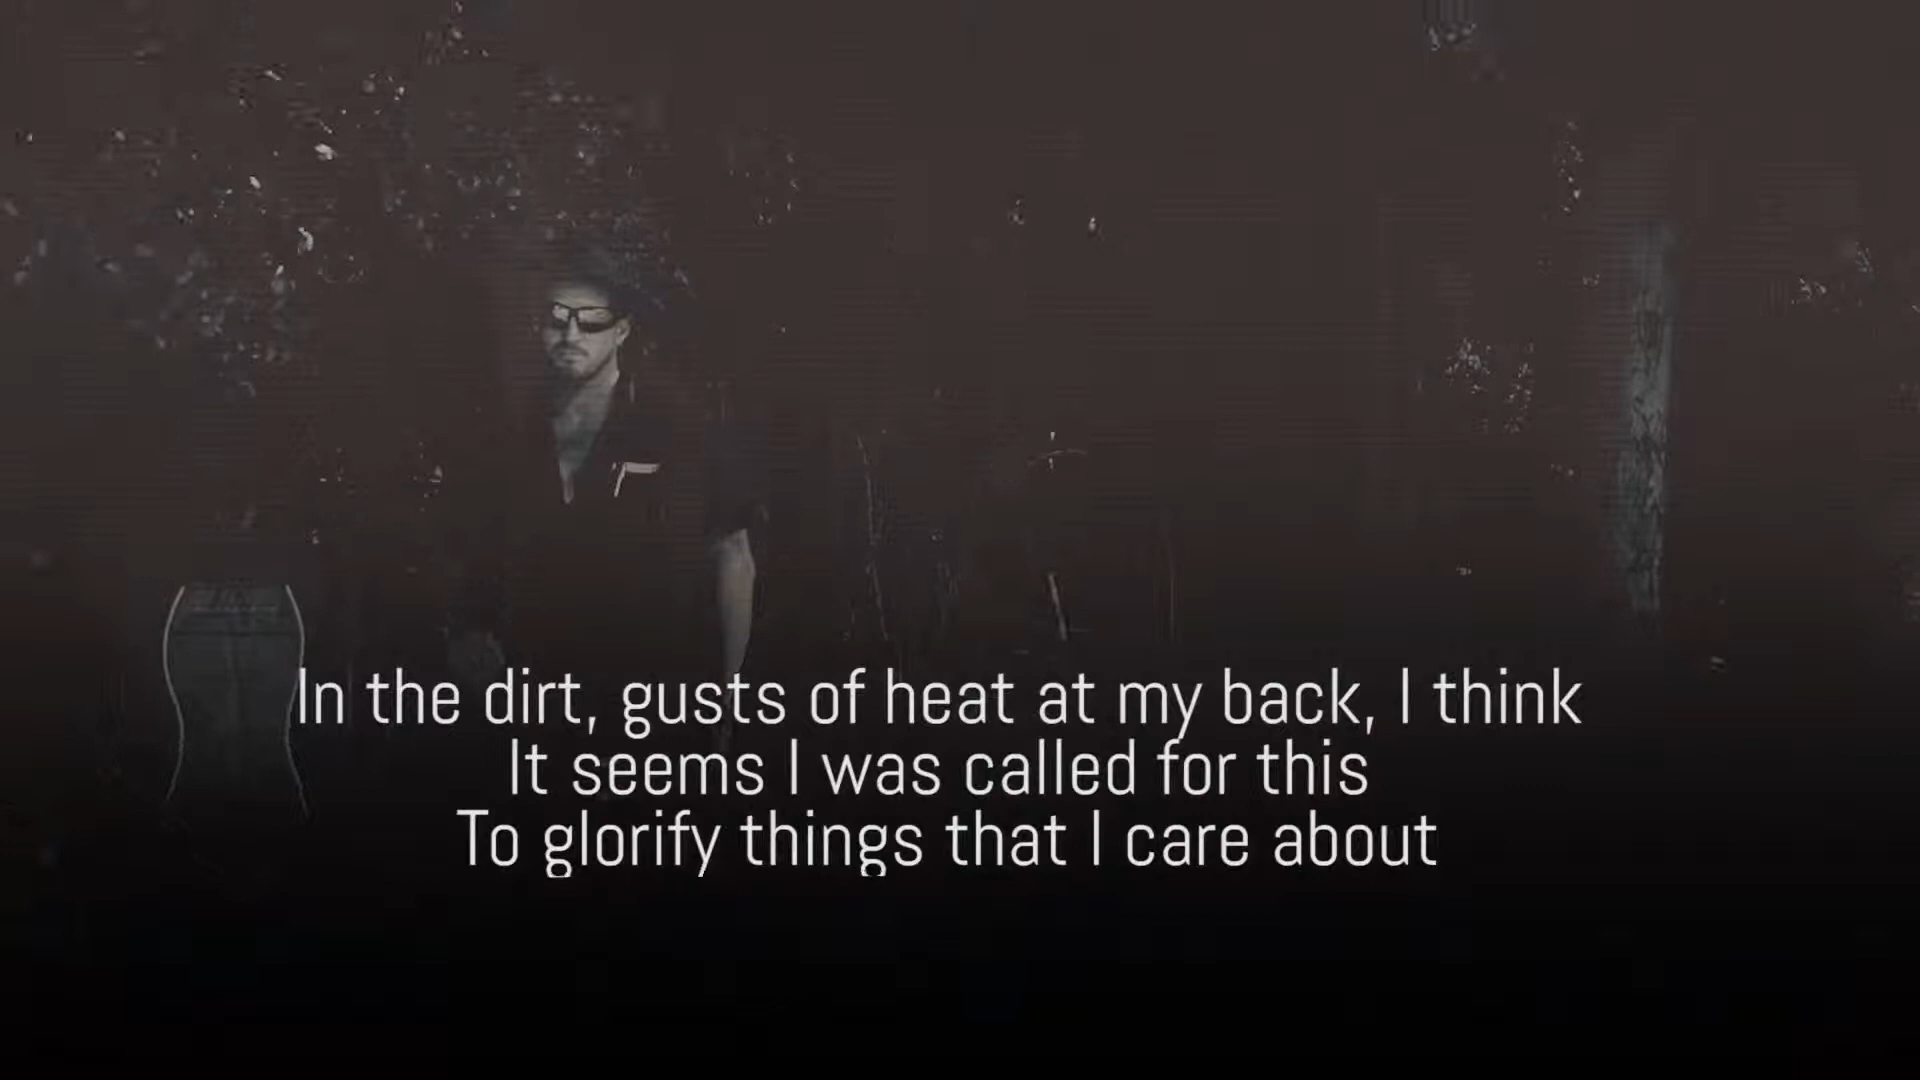 In the dirt, gusts of heat at my back, I think
It seems I was called for this
To glorify things that I care about